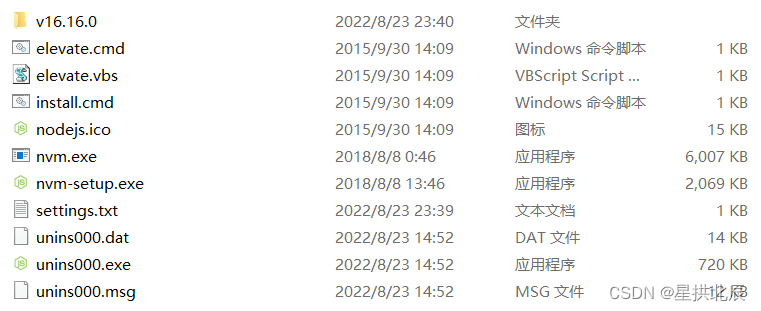 v16.16.0 2022/8/23 23:40 文件夹
elevate.cmd 2015/9/30 14:09 Windows 命令脚本 1 KB
elevate.vbs 2015/9/30 14:09 VBScript Script ... 1 KB
install.cmd 2015/9/30 14:09 Windows 命令脚本 1 KB
nodejs.ico 2015/9/30 14:09 图标 15 KB
nvm.exe 2018/8/8 0:46 应用程序 6,007 KB
nvm-setup.exe 2018/8/8 13:46 应用程序 2,069 KB
settings.txt 2022/8/23 23:39 文本文档 1 KB
unins000.dat 2022/8/23 14:52 DAT 文件 14 KB
unins000.exe 2022/8/23 14:52 应用程序 720 KB
unins000.msg 2022/8/23 14:52 MSG 文件 12 KB
CSDN @星拱北辰